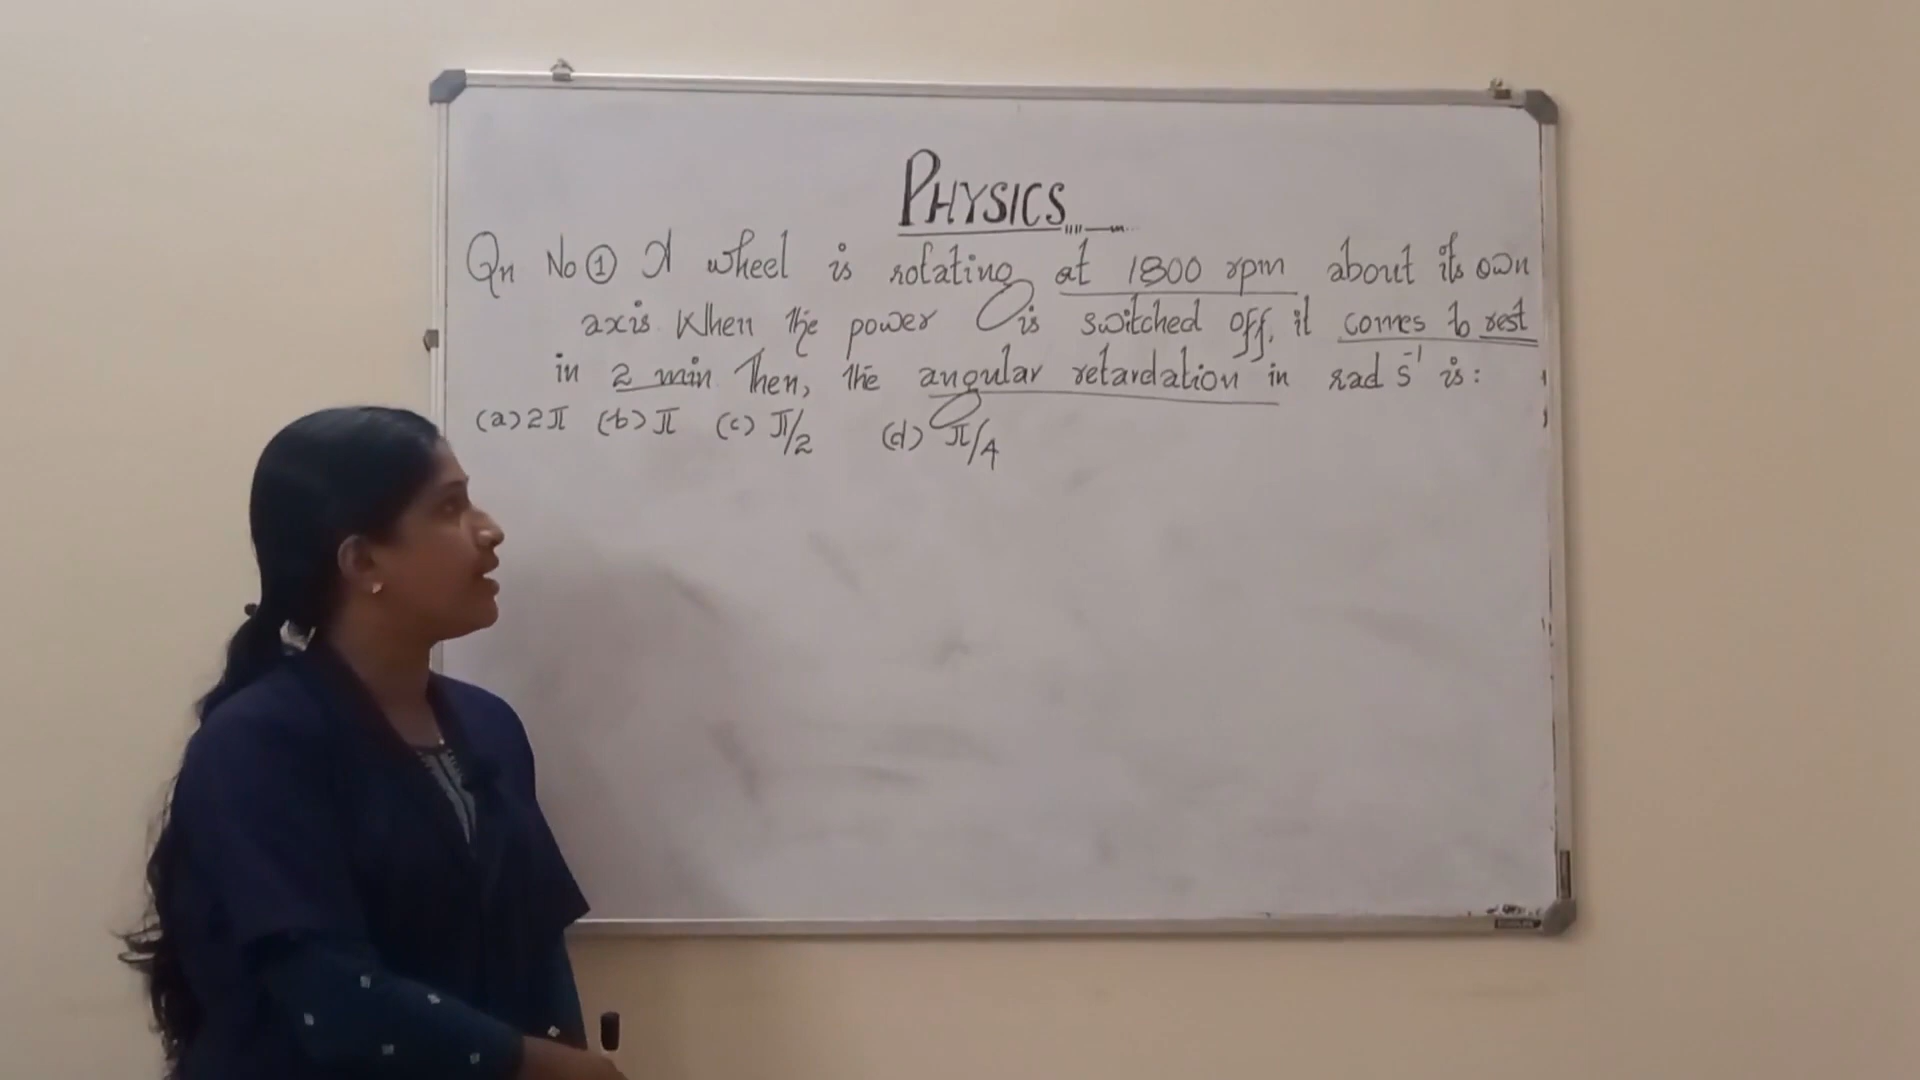 PHYSICS
Qn No ① A wheel is rotating at 1800 rpm about its own
axis. When the power is switched off, it comes to rest
in 2 min Then, the angular retardation in rad s⁻¹ is:
(a) 2π (b) π (c) π/2 (d) π/4